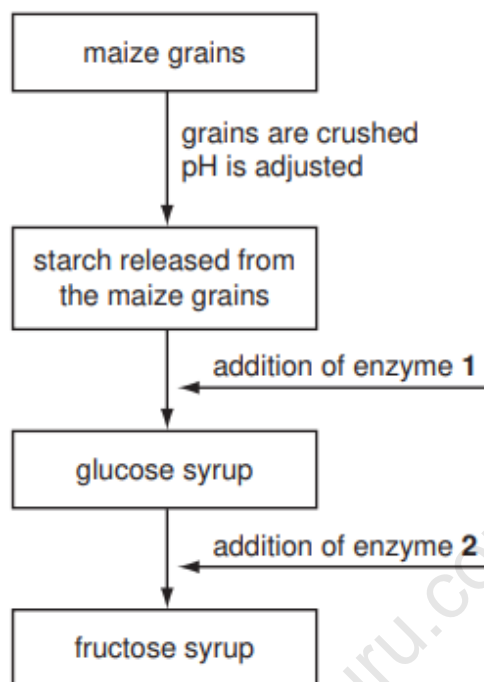 maize grains
grains are crushed
pH is adjusted
starch released from
the maize grains
addition of enzyme 1
glucose syrup
addition of enzyme 2
fructose syrup